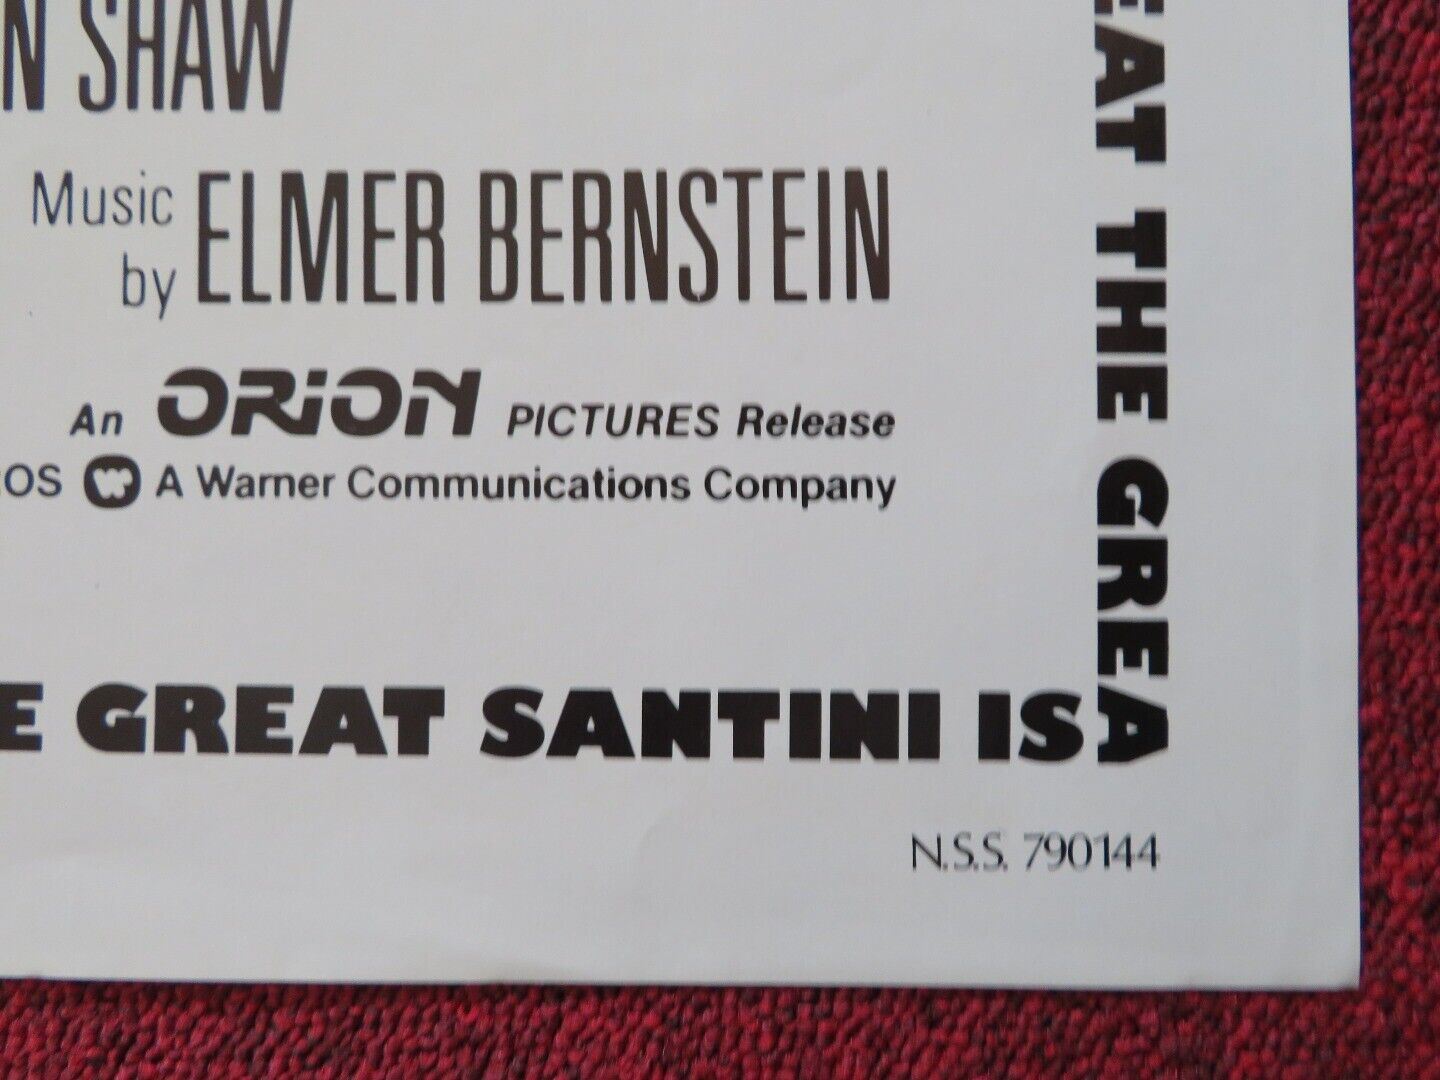 N SHAW
Music by ELMER BERNSTEIN
An ORiON PICTURES Release
OS A Warner Communications Company
E GREAT SANTINI IS
EAT THE GREA
N.S.S. 790144